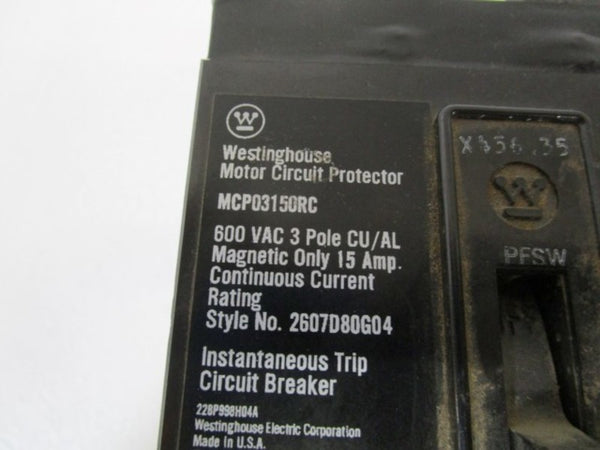 W
Westinghouse
Motor Circuit Protector
MCP03150RC
600 VAC 3 Pole CU/AL
Magnetic Only 15 Amp.
Continuous Current
Rating
Style No. 2607D80G04
Instantaneous Trip
Circuit Breaker
228P998H04A
Westinghouse Electric Corporation
Made in U.S.A.
W
PFSW